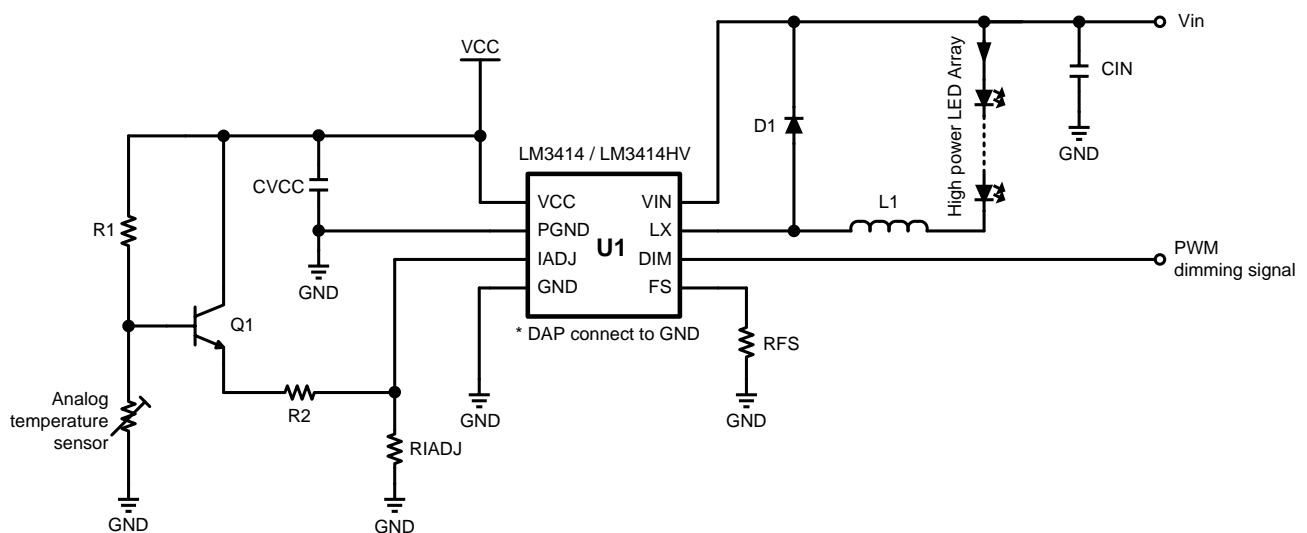 Vin
VCC
High power LED Array
CIN
D1
GND
LM3414 / LM3414HV
CVCC
VCC
VIN
L1
R1
PGND
U1
LX
PWM
dimming signal
IADJ
DIM
GND
GND
FS
Q1
* DAP connect to GND
RFS
Analog
temperature
sensor
R2
GND
GND
RIADJ
GND
GND